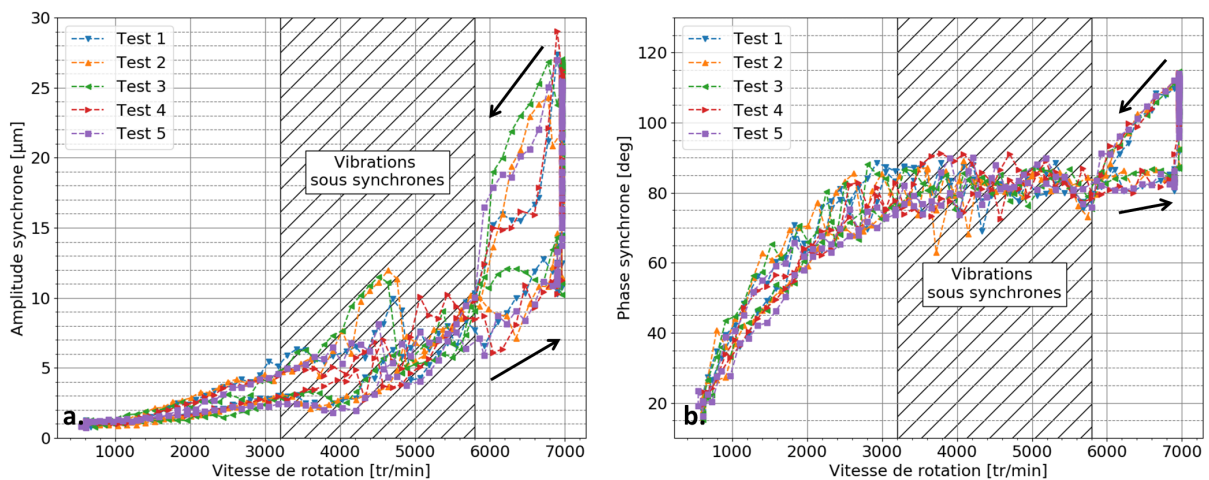 30
25
20
15
10
5
0
Amplitude synchrone [µm]
Test 1
Test 2
Test 3
Test 4
Test 5
Vibrations
sous synchrones
a.
1000 2000 3000 4000 5000 6000 7000
Vitesse de rotation [tr/min]
120
100
80
60
40
20
Phase synchrone [deg]
Test 1
Test 2
Test 3
Test 4
Test 5
Vibrations
sous synchrones
b.
1000 2000 3000 4000 5000 6000 7000
Vitesse de rotation [tr/min]